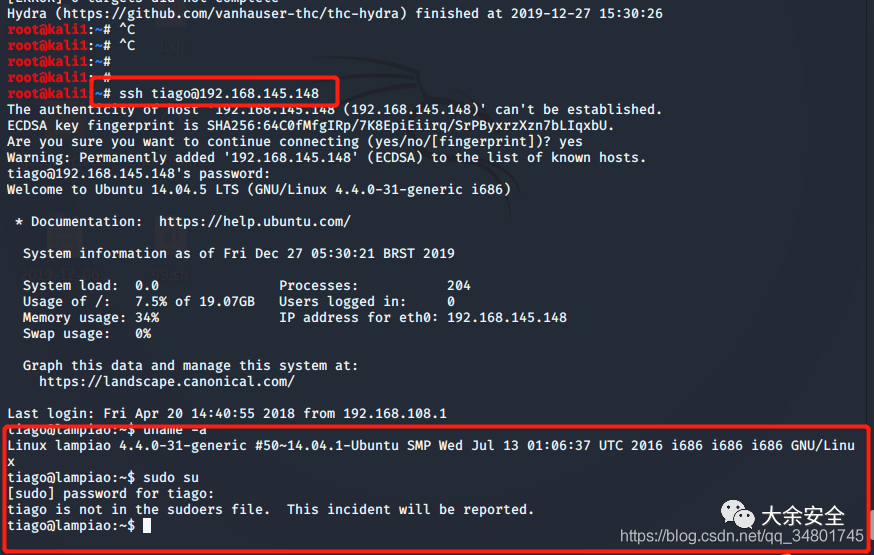 [ERROR] 0 targets did not complete
Hydra (https://github.com/vanhauser-thc/thc-hydra) finished at 2019-12-27 15:30:26
root@kali1:~# ^C
root@kali1:~# ^C
root@kali1:~#
root@kali1:~#
root@kali1:~# ssh tiago@192.168.145.148
The authenticity of host '192.168.145.148 (192.168.145.148)' can't be established.
ECDSA key fingerprint is SHA256:64C0fMfgIRp/7K8EpiEiirq/SrPByxrzXzn7bLIqxbU.
Are you sure you want to continue connecting (yes/no/[fingerprint])? yes
Warning: Permanently added '192.168.145.148' (ECDSA) to the list of known hosts.
tiago@192.168.145.148's password:
Welcome to Ubuntu 14.04.5 LTS (GNU/Linux 4.4.0-31-generic i686)
* Documentation:  https://help.ubuntu.com/
System information as of Fri Dec 27 05:30:21 BRST 2019
System load:  0.0               Processes:           204
Usage of /:   7.5% of 19.07GB   Users logged in:     0
Memory usage: 34%               IP address for eth0: 192.168.145.148
Swap usage:   0%
Graph this data and manage this system at:
https://landscape.canonical.com/
Last login: Fri Apr 20 14:40:55 2018 from 192.168.108.1
tiago@lampiao:~$ uname -a
Linux lampiao 4.4.0-31-generic #50~14.04.1-Ubuntu SMP Wed Jul 13 01:06:37 UTC 2016 i686 i686 i686 GNU/Linu
x
tiago@lampiao:~$ sudo su
[sudo] password for tiago:
tiago is not in the sudoers file.  This incident will be reported.
tiago@lampiao:~$
大余安全
https://blog.csdn.net/qq_34801745